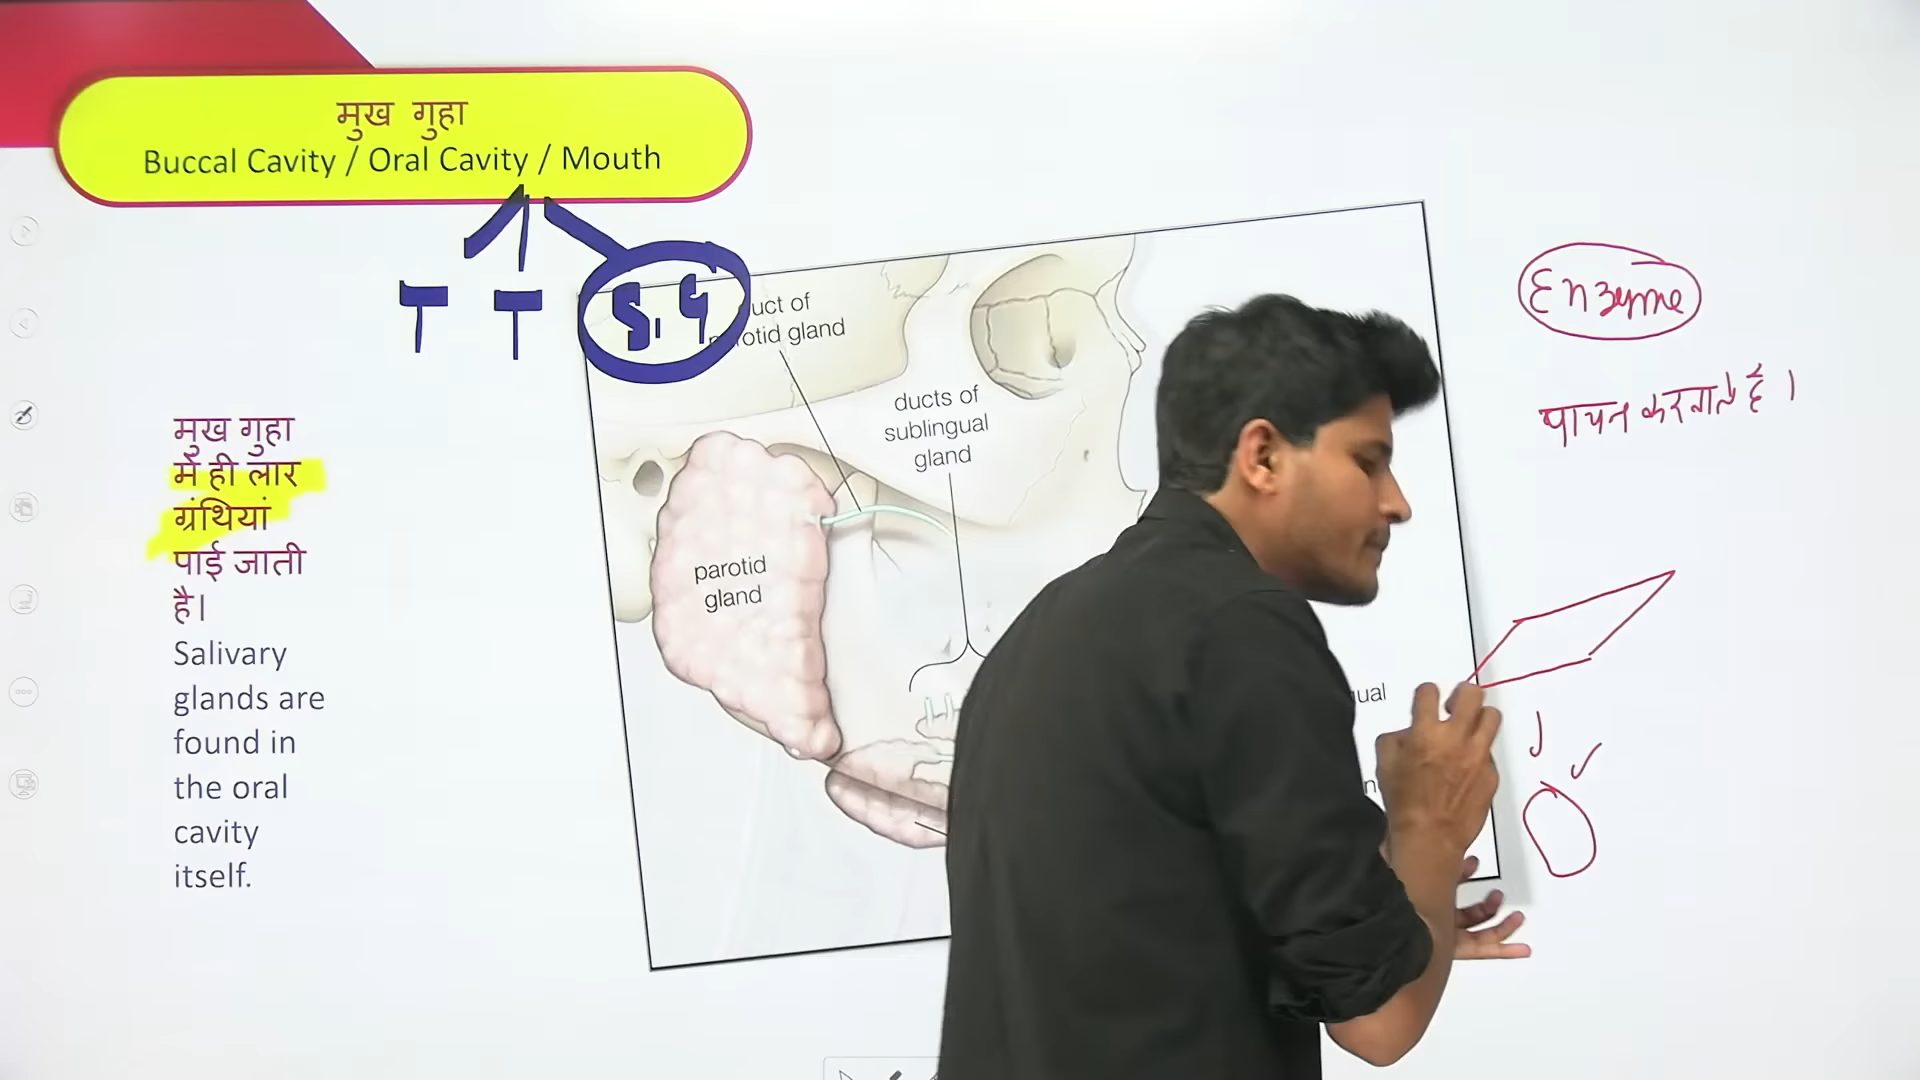 मुख गुहा
Buccal Cavity / Oral Cavity / Mouth
T T S.G
duct of
parotid gland
ducts of
sublingual
gland
parotid
gland
मुख गुहा
में ही लार
ग्रंथियां
पाई जाती
है।
Salivary
glands are
found in
the oral
cavity
itself.
Enzyme
पाचन करवाते है ।
ual